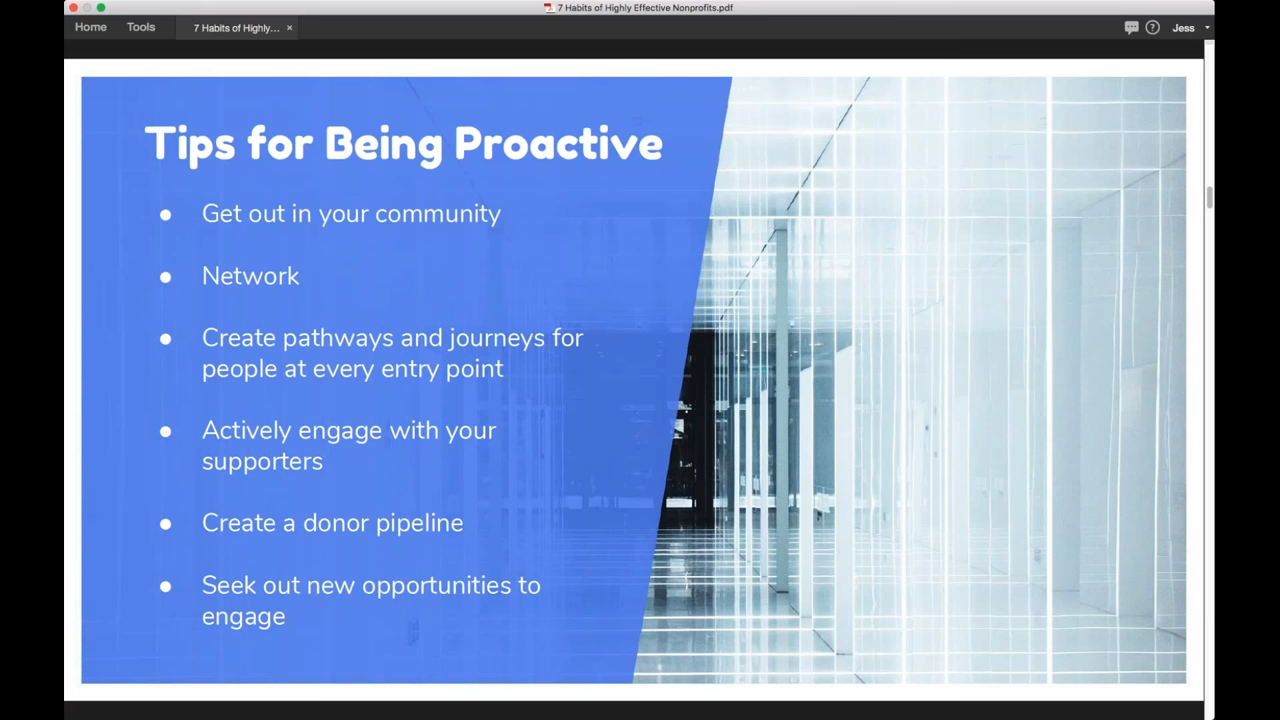 7 Habits of Highly Effective Nonprofits.pdf
Home Tools 7 Habits of Highly... × Jess
Tips for Being Proactive
● Get out in your community
● Network
● Create pathways and journeys for
people at every entry point
● Actively engage with your
supporters
● Create a donor pipeline
● Seek out new opportunities to
engage